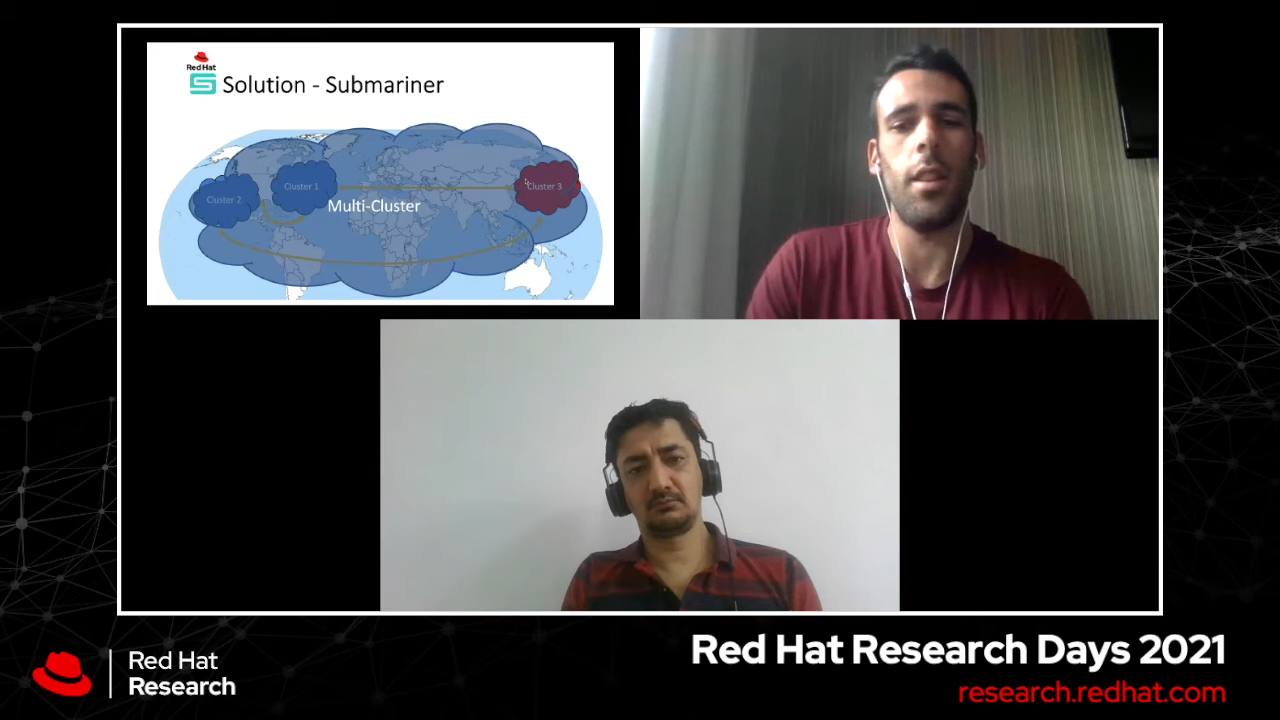 Red Hat
Solution - Submariner
Cluster 1
Cluster 2
Cluster 3
Multi-Cluster
Red Hat
Research
Red Hat Research Days 2021
research.redhat.com